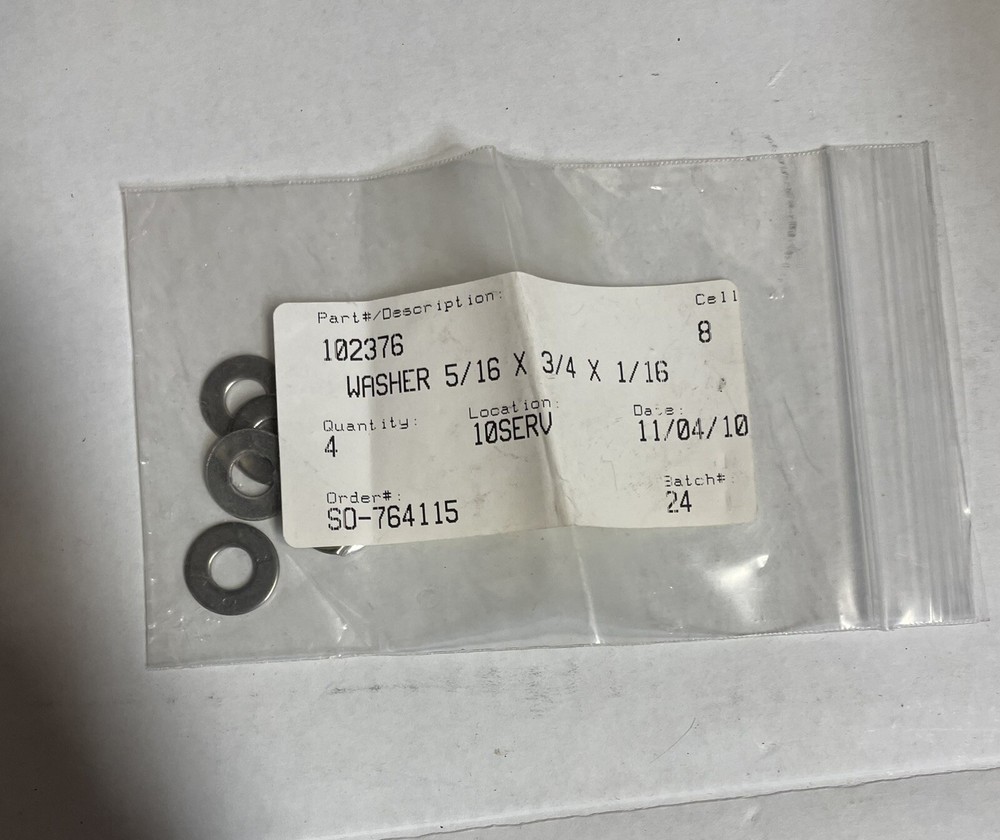 Part#/Description: Cell
102376 8
WASHER 5/16 X 3/4 X 1/16
Quantity: Location: Date:
4 10SERV 11/04/10
Order#: Batch#:
SO-764115 24